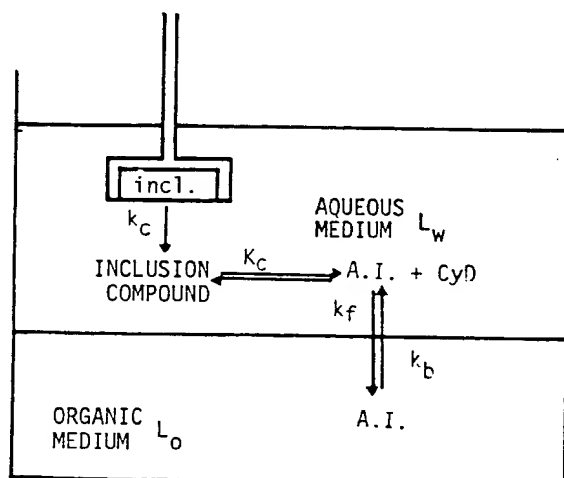 incl.
k_c
AQUEOUS
MEDIUM L_w
INCLUSION
COMPOUND
K_c
A.I. + CyD
k_f
k_b
ORGANIC
MEDIUM L_o
A.I.